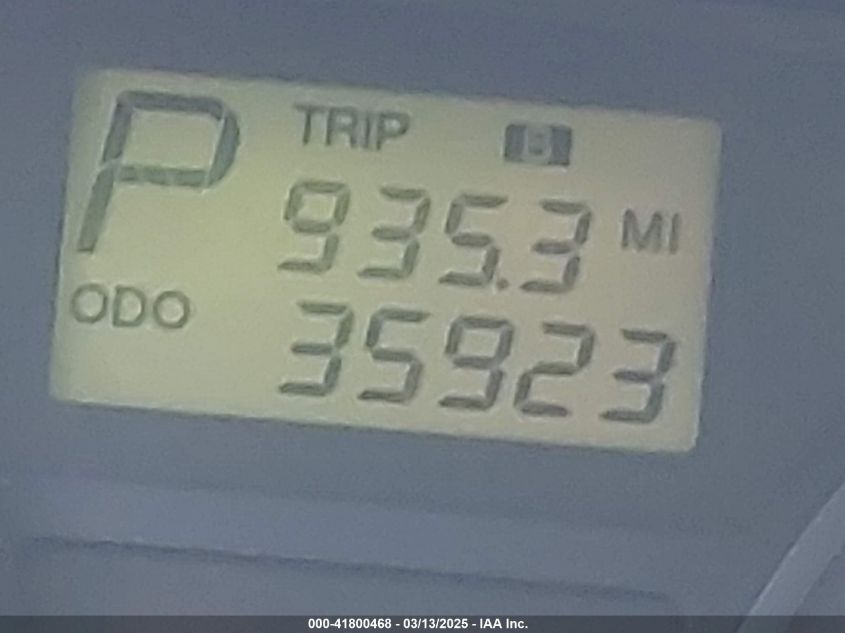 P TRIP B
935.3 MI
ODO 35923
000-41800468 - 03/13/2025 - IAA Inc.